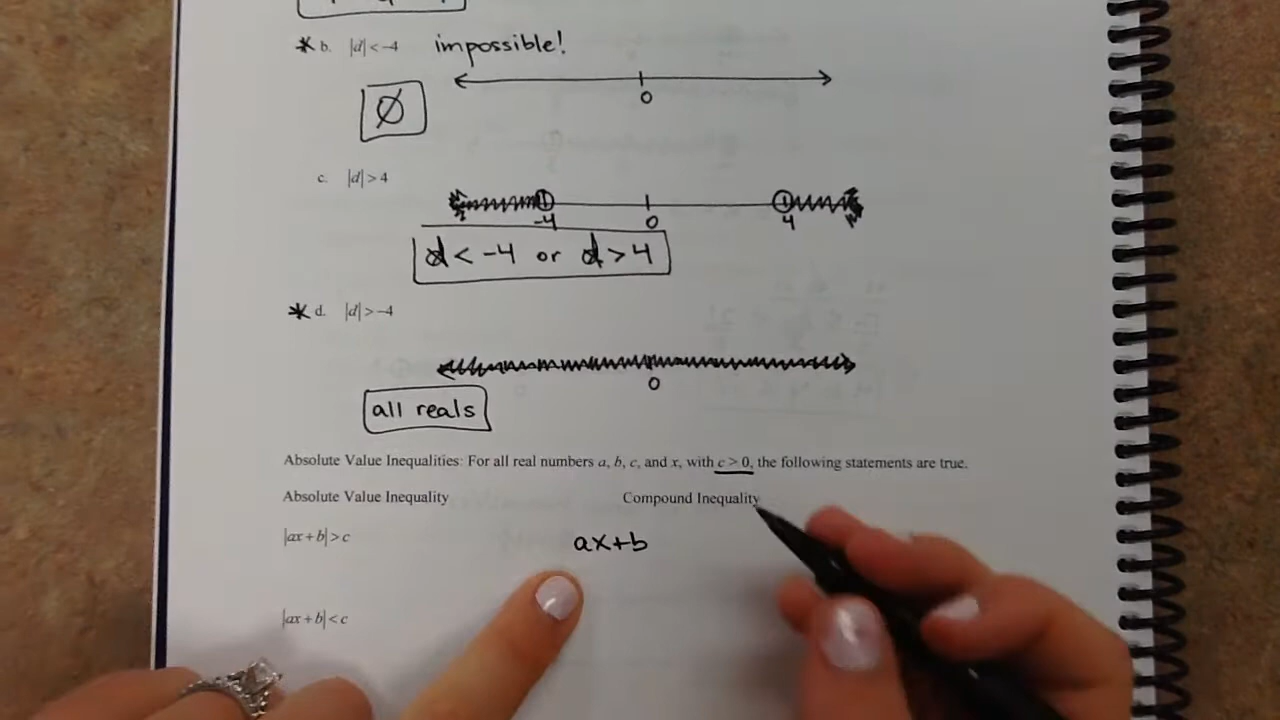 * b. |d| < -4 impossible!
0
∅
c. |d| > 4
-4 0 4
d < -4 or d > 4
* d. |d| > -4
0
all reals
Absolute Value Inequalities: For all real numbers a, b, c, and x, with c > 0, the following statements are true.
Absolute Value Inequality Compound Inequality
|ax + b| > c ax+b
|ax + b| < c